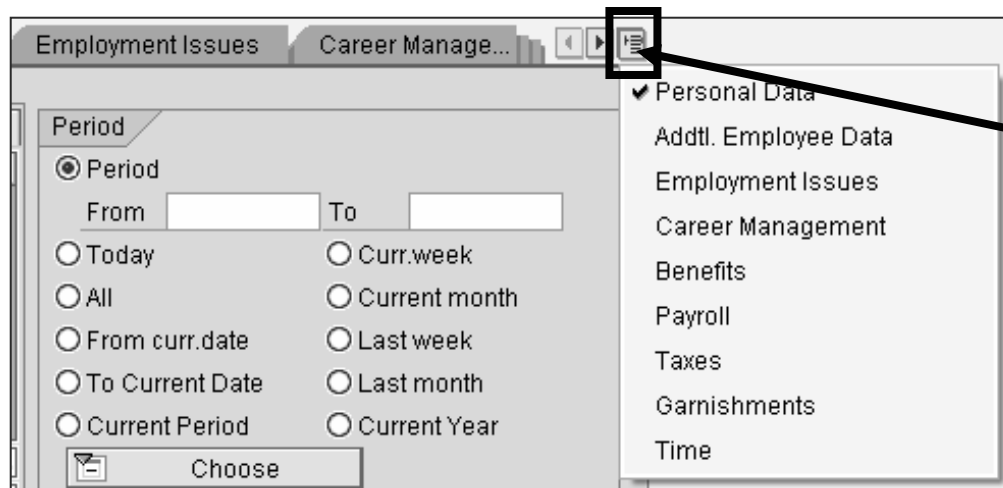 Employment Issues Career Manage...
Period
Period
From To
Today Curr.week
All Current month
From curr.date Last week
To Current Date Last month
Current Period Current Year
Choose
Personal Data
Addtl. Employee Data
Employment Issues
Career Management
Benefits
Payroll
Taxes
Garnishments
Time